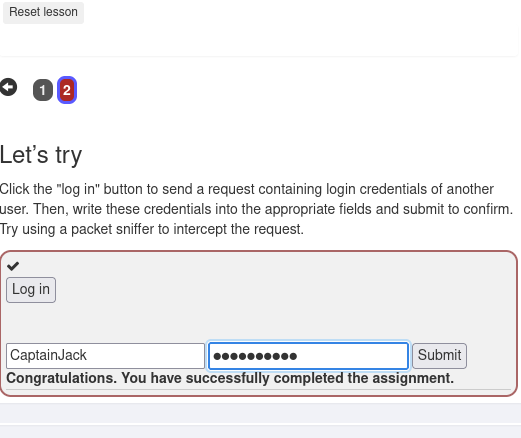 Reset lesson
1 2
Let's try
Click the "log in" button to send a request containing login credentials of another
user. Then, write these credentials into the appropriate fields and submit to confirm.
Try using a packet sniffer to intercept the request.
Log in
CaptainJack ●●●●●●●●●● Submit
Congratulations. You have successfully completed the assignment.